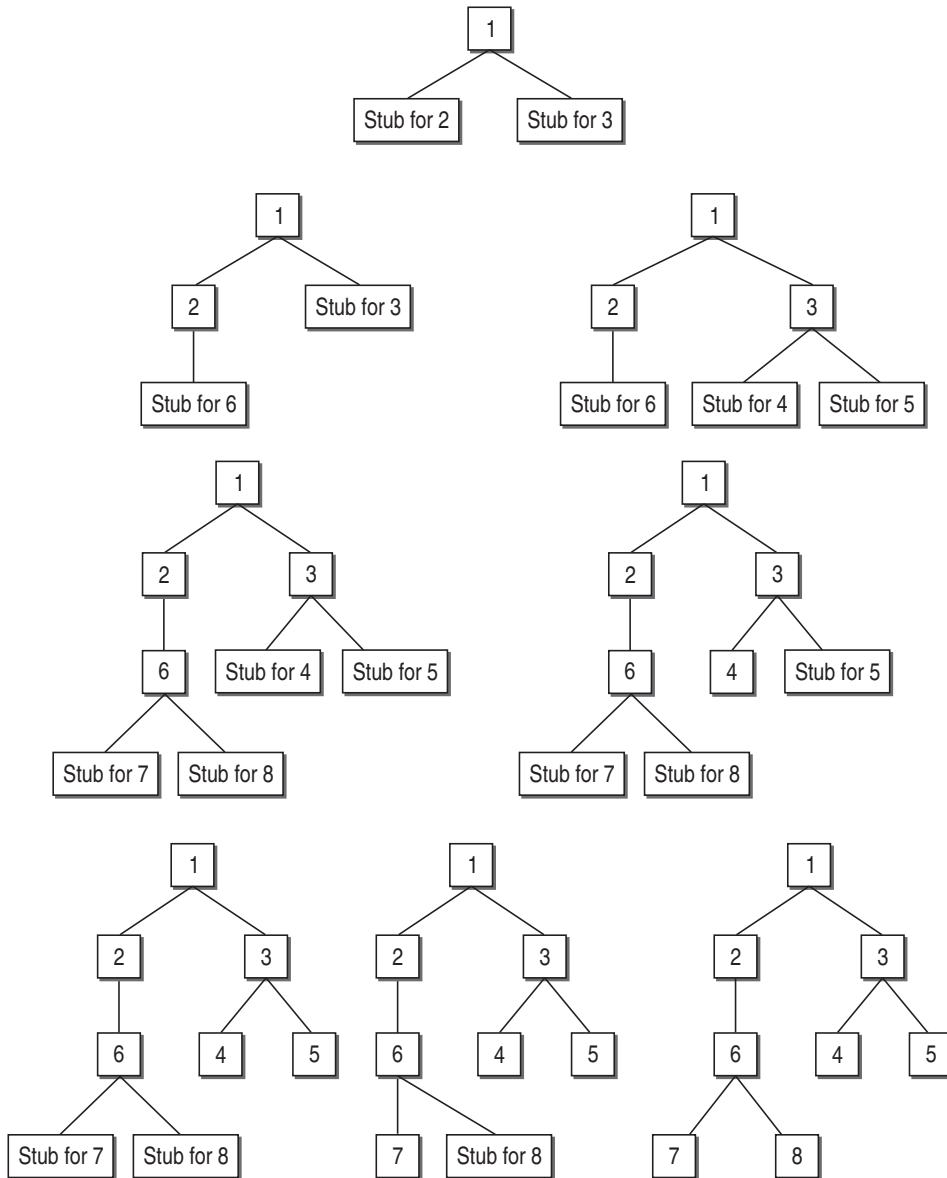 1
Stub for 2 Stub for 3
1 1
2 Stub for 3 2 3
Stub for 6 Stub for 6 Stub for 4 Stub for 5
1 1
2 3 2 3
6 Stub for 4 Stub for 5 6 4 Stub for 5
Stub for 7 Stub for 8 Stub for 7 Stub for 8
1 1 1
2 3 2 3 2 3
6 4 5 6 4 5 6 4 5
Stub for 7 Stub for 8 7 Stub for 8 7 8